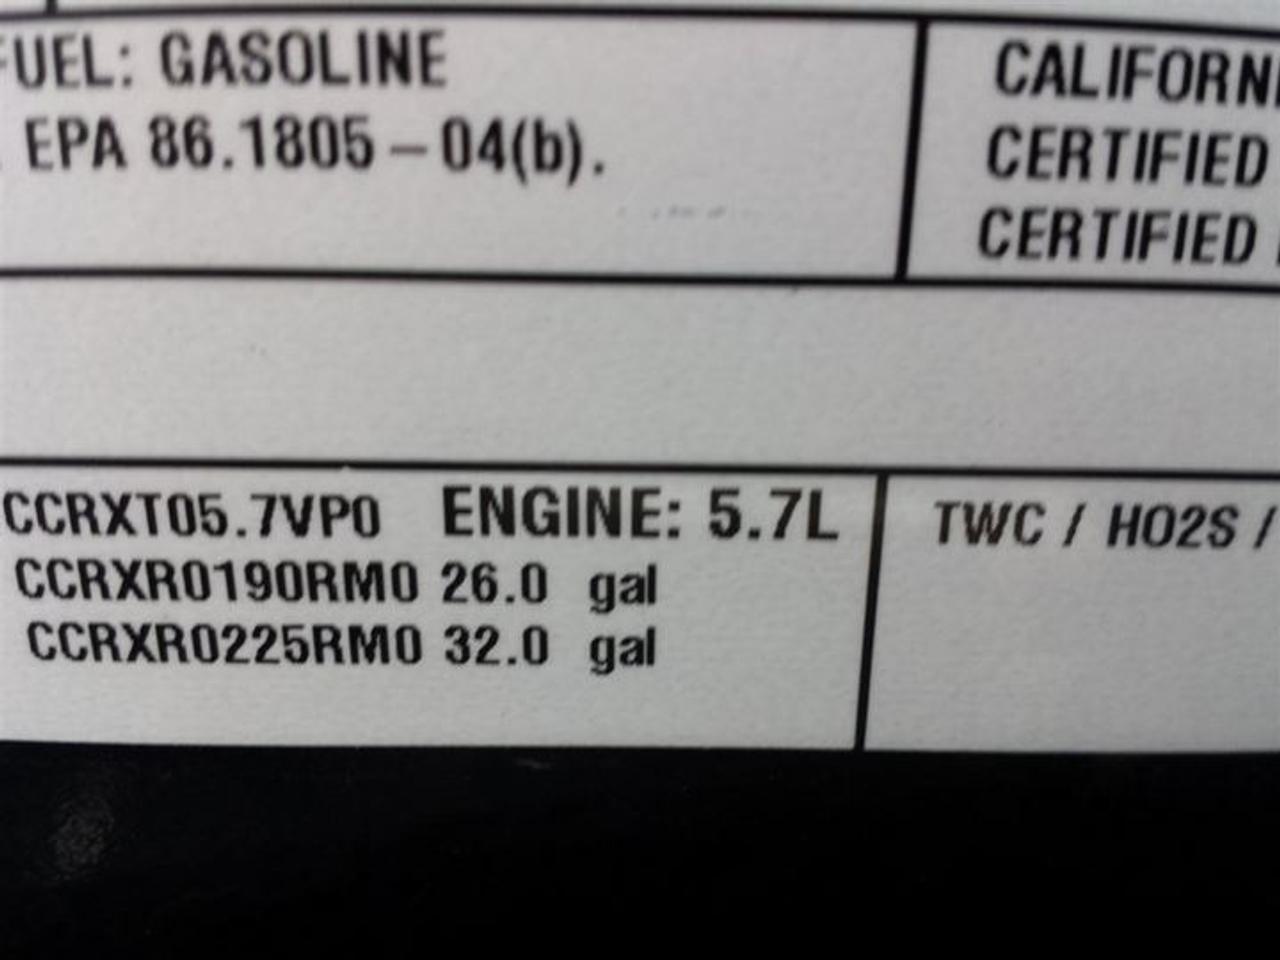 FUEL: GASOLINE
EPA 86.1805-04(b).
CALIFORNI
CERTIFIED
CERTIFIED
CCRXT05.7VP0 ENGINE: 5.7L
CCRXR0190RM0 26.0 gal
CCRXR0225RM0 32.0 gal
TWC / HO2S /